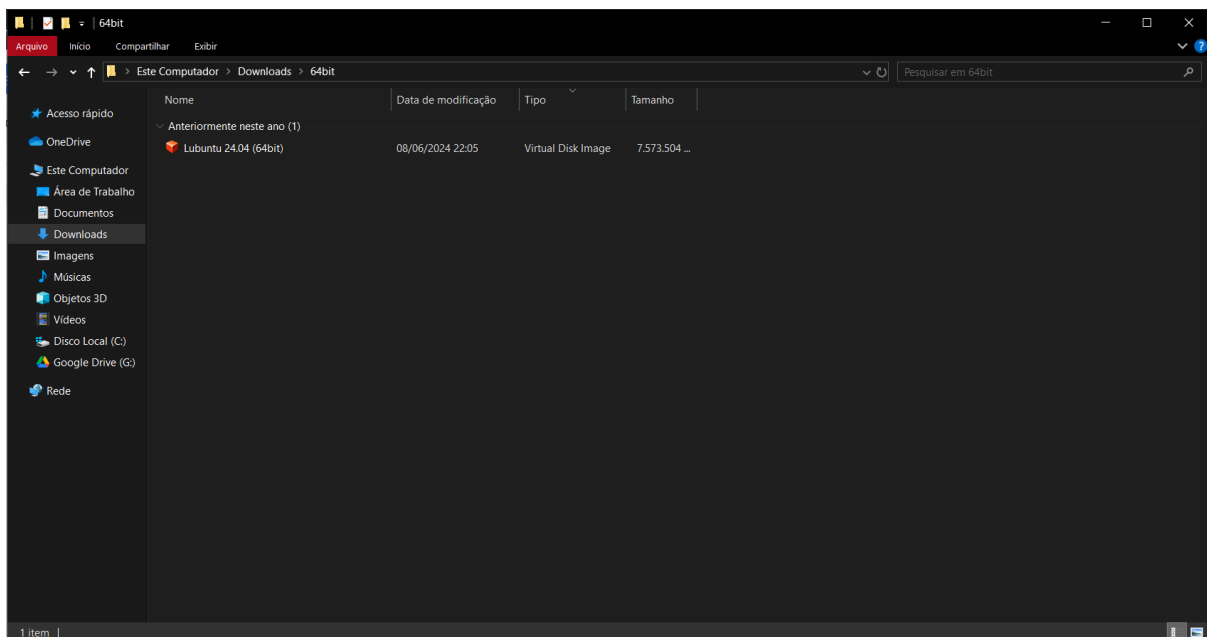 64bit
Arquivo Início Compartilhar Exibir
Este Computador > Downloads > 64bit
Pesquisar em 64bit
Nome Data de modificação Tipo Tamanho
Anteriormente neste ano (1)
Lubuntu 24.04 (64bit) 08/06/2024 22:05 Virtual Disk Image 7.573.504 ...
Acesso rápido
OneDrive
Este Computador
Área de Trabalho
Documentos
Downloads
Imagens
Músicas
Objetos 3D
Vídeos
Disco Local (C:)
Google Drive (G:)
Rede
1 item